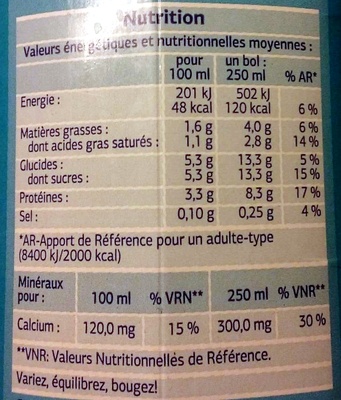 Nutrition
Valeurs énergétiques et nutritionnelles moyennes :
pour 100 ml un bol : 250 ml % AR*
Energie : 201 kJ 502 kJ
48 kcal 120 kcal 6 %
Matières grasses : 1,6 g 4,0 g 6 %
dont acides gras saturés : 1,1 g 2,8 g 14 %
Glucides : 5,3 g 13,3 g 5 %
dont sucres : 5,3 g 13,3 g 15 %
Protéines : 3,3 g 8,3 g 17 %
Sel : 0,10 g 0,25 g 4 %
*AR-Apport de Référence pour un adulte-type
(8400 kJ/2000 kcal)
Minéraux pour : 100 ml % VRN** 250 ml % VNR**
Calcium : 120,0 mg 15 % 300,0 mg 30 %
**VNR: Valeurs Nutritionnelles de Référence.
Variez, équilibrez, bougez!